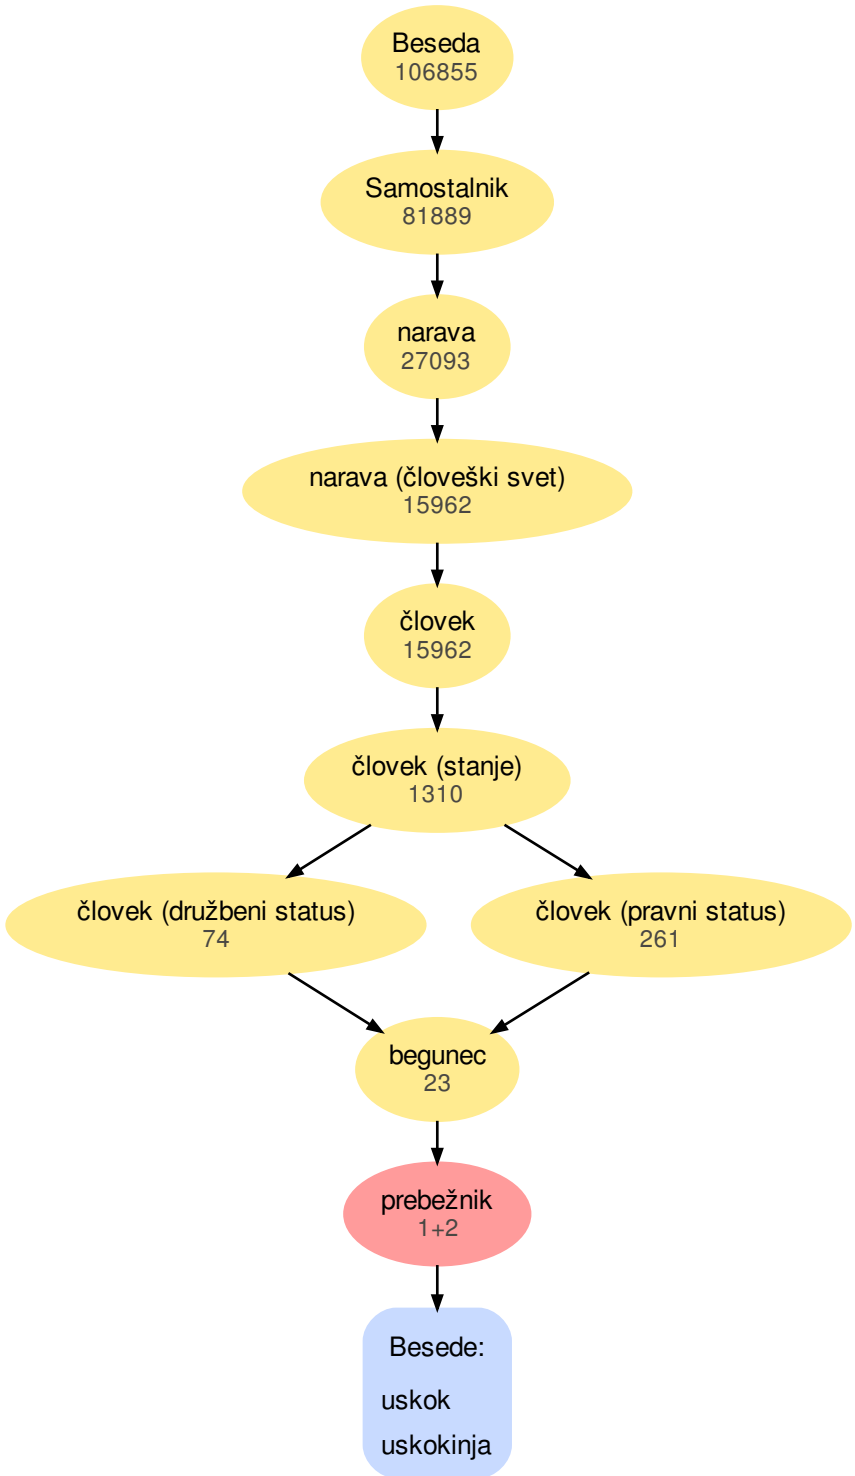 Beseda
106855
Samostalnik
81889
narava
27093
narava (človeški svet)
15962
človek
15962
človek (stanje)
1310
človek (družbeni status)
74
človek (pravni status)
261
begunec
23
prebežnik
1+2
Besede:
uskok
uskokinja